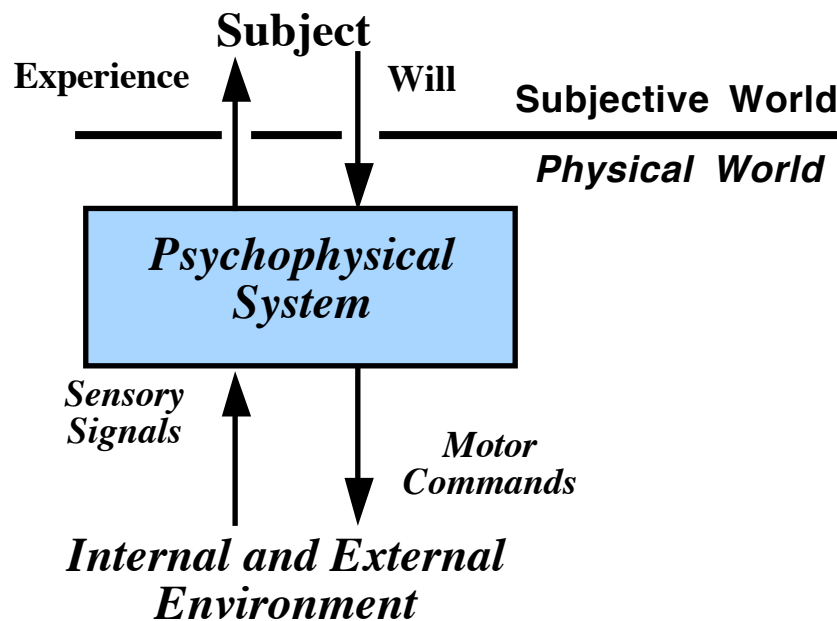 Subject
Experience
Will
Subjective World
Physical World
Psychophysical
System
Sensory
Signals
Motor
Commands
Internal and External
Environment